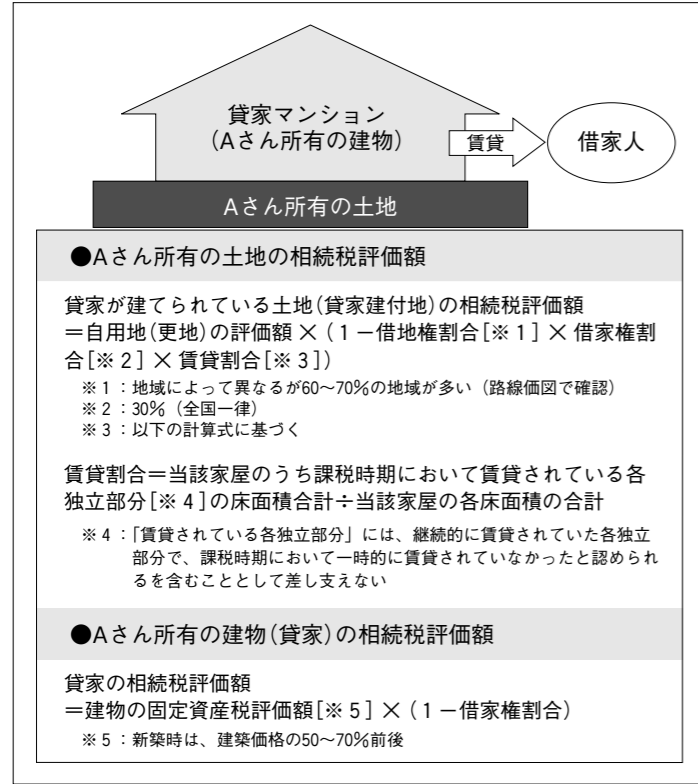 貸家マンション
(Aさん所有の建物)
賃貸
借家人
Aさん所有の土地
●Aさん所有の土地の相続税評価額
貸家が建てられている土地(貸家建付地)の相続税評価額
＝自用地(更地)の評価額×(1－借地権割合[※1]×借家権割
合[※2]×賃貸割合[※3])
※1：地域によって異なるが60〜70％の地域が多い（路線価図で確認）
※2：30％（全国一律）
※3：以下の計算式に基づく
賃貸割合＝当該家屋のうち課税時期において賃貸されている各
独立部分[※4]の床面積合計÷当該家屋の各床面積の合計
※4：「賃貸されている各独立部分」には、継続的に賃貸されていた各独立
部分で、課税時期において一時的に賃貸されていなかったと認められ
るを含むこととして差し支えない
●Aさん所有の建物(貸家)の相続税評価額
貸家の相続税評価額
＝建物の固定資産税評価額[※5]×(1－借家権割合)
※5：新築時は、建築価格の50〜70％前後